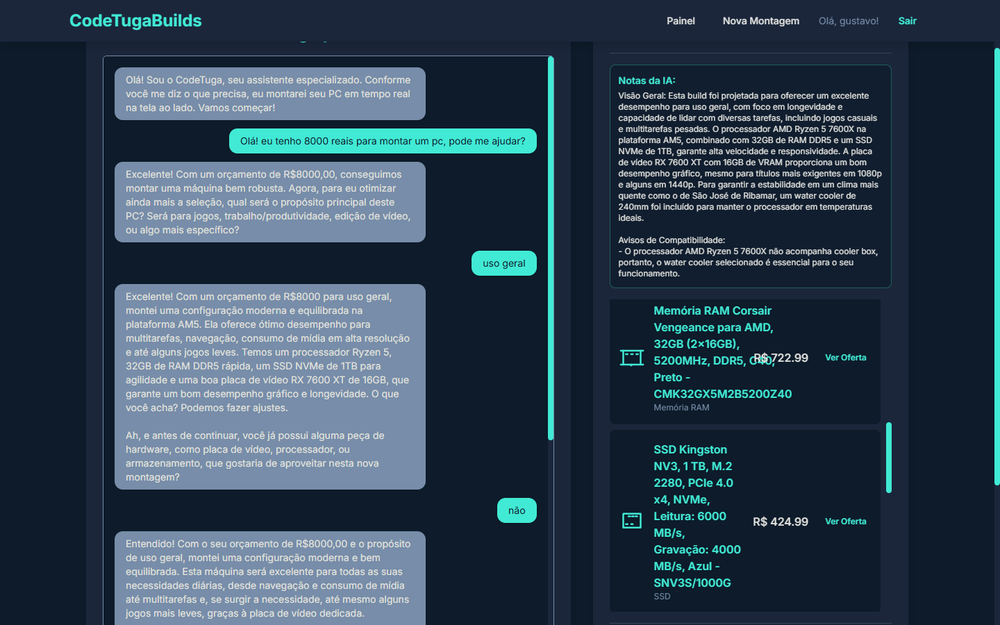 CodeTugaBuilds
Painel
Nova Montagem
Olá, gustavo!
Sair
Olá! Sou o CodeTuga, seu assistente especializado. Conforme
você me diz o que precisa, eu montarei seu PC em tempo real
na tela ao lado. Vamos começar!
Olá! eu tenho 8000 reais para montar um pc, pode me ajudar?
Excelente! Com um orçamento de R$8000,00, conseguimos
montar uma máquina bem robusta. Agora, para eu otimizar
ainda mais a seleção, qual será o propósito principal deste
PC? Será para jogos, trabalho/produtividade, edição de vídeo,
ou algo mais específico?
uso geral
Excelente! Com um orçamento de R$8000 para uso geral,
montei uma configuração moderna e equilibrada na
plataforma AM5. Ela oferece ótimo desempenho para
multitarefas, navegação, consumo de mídia em alta resolução
e até alguns jogos leves. Temos um processador Ryzen 5,
32GB de RAM DDR5 rápida, um SSD NVMe de 1TB para
agilidade e uma boa placa de vídeo RX 7600 XT de 16GB, que
garante um bom desempenho gráfico e longevidade. O que
você acha? Podemos fazer ajustes.
Ah, e antes de continuar, você já possui alguma peça de
hardware, como placa de vídeo, processador, ou
armazenamento, que gostaria de aproveitar nesta nova
montagem?
não
Entendido! Com o seu orçamento de R$8000,00 e o propósito
de uso geral, montei uma configuração moderna e bem
equilibrada. Esta máquina será excelente para todas as suas
necessidades diárias, desde navegação e consumo de mídia
até multitarefas e, se surgir a necessidade, até mesmo alguns
jogos mais leves, graças à placa de vídeo dedicada.
Notas da IA:
Visão Geral: Esta build foi projetada para oferecer um excelente
desempenho para uso geral, com foco em longevidade e
capacidade de lidar com diversas tarefas, incluindo jogos casuais
e multitarefas pesadas. O processador AMD Ryzen 5 7600X na
plataforma AM5, combinado com 32GB de RAM DDR5 e um SSD
NVMe de 1TB, garante alta velocidade e responsividade. A placa
de vídeo RX 7600 XT com 16GB de VRAM proporciona um bom
desempenho gráfico, mesmo para títulos mais exigentes em 1080p
e alguns em 1440p. Para garantir a estabilidade em um clima mais
quente como o de São José de Ribamar, um water cooler de
240mm foi incluído para manter o processador em temperaturas
ideais.
Avisos de Compatibilidade:
- O processador AMD Ryzen 5 7600X não acompanha cooler box,
portanto, o water cooler selecionado é essencial para o seu
funcionamento.
Memória RAM Corsair
Vengeance para AMD,
32GB (2x16GB),
5200MHz, DDR5, C40,
Preto -
CMK32GX5M2B5200Z40
Memória RAM
R$ 722.99
Ver Oferta
SSD Kingston
NV3, 1 TB, M.2
2280, PCIe 4.0
x4, NVMe,
Leitura: 6000
MB/s,
Gravação: 4000
MB/s, Azul -
SNV3S/1000G
SSD
R$ 424.99
Ver Oferta